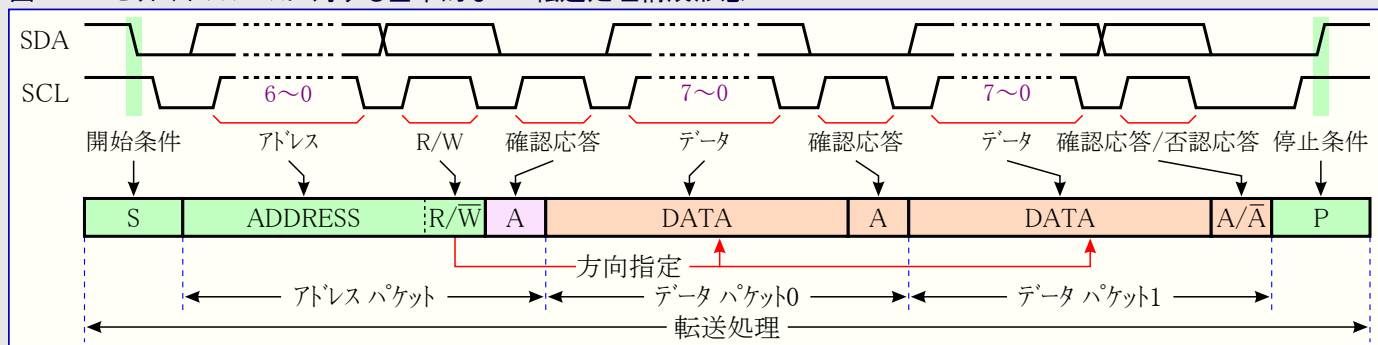 SDA
SCL
6～0 7～0 7～0
開始条件 アドレス R/W 確認応答 データ 確認応答 データ 確認応答/否認応答 停止条件
S ADDRESS R/W̅ A DATA A DATA A/A̅ P
方向指定
アドレス パケット データ パケット0 データ パケット1
転送処理